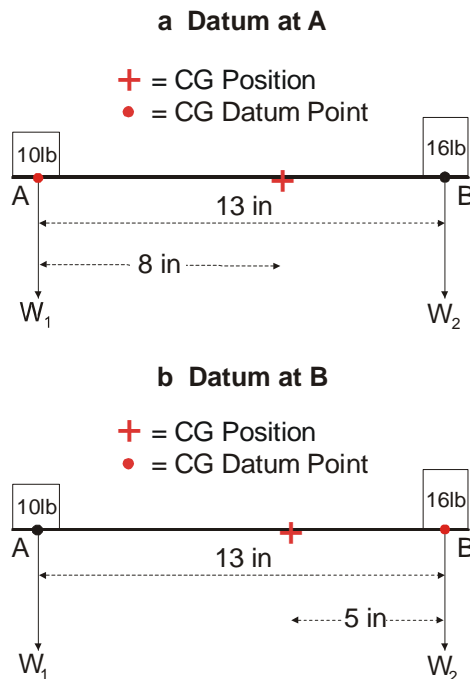 a Datum at A
= CG Position
= CG Datum Point
10lb
16lb
A
B
13 in
8 in
W₁
W₂
b Datum at B
= CG Position
= CG Datum Point
10lb
16lb
A
B
13 in
5 in
W₁
W₂